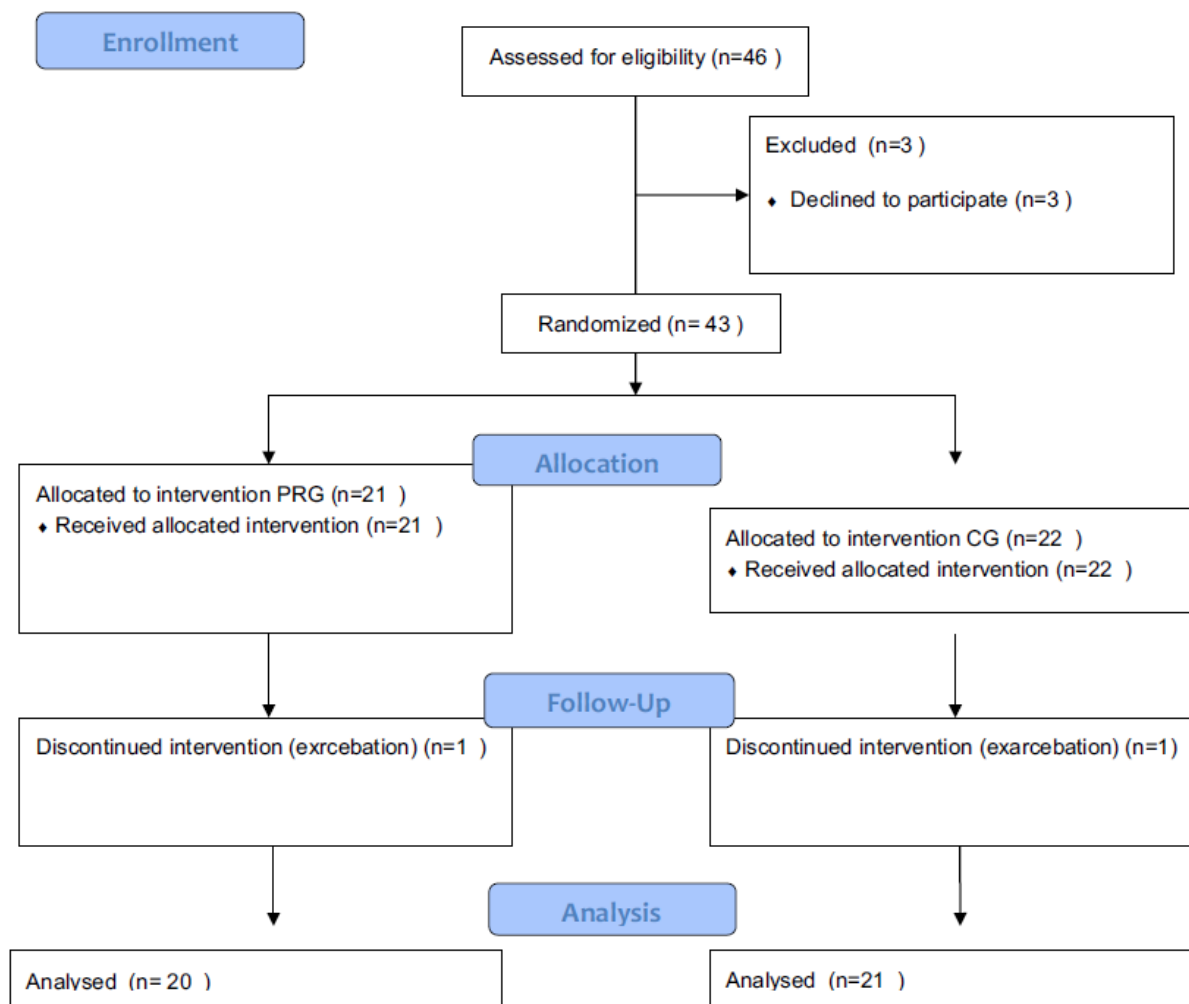 Enrollment
Assessed for eligibility (n=46 )
Excluded (n=3 )
♦ Declined to participate (n=3 )
Randomized (n= 43 )
Allocation
Allocated to intervention PRG (n=21 )
♦ Received allocated intervention (n=21 )
Allocated to intervention CG (n=22 )
♦ Received allocated intervention (n=22 )
Follow-Up
Discontinued intervention (exrcebation) (n=1 )
Discontinued intervention (exarcebation) (n=1)
Analysis
Analysed (n= 20 )
Analysed (n=21 )